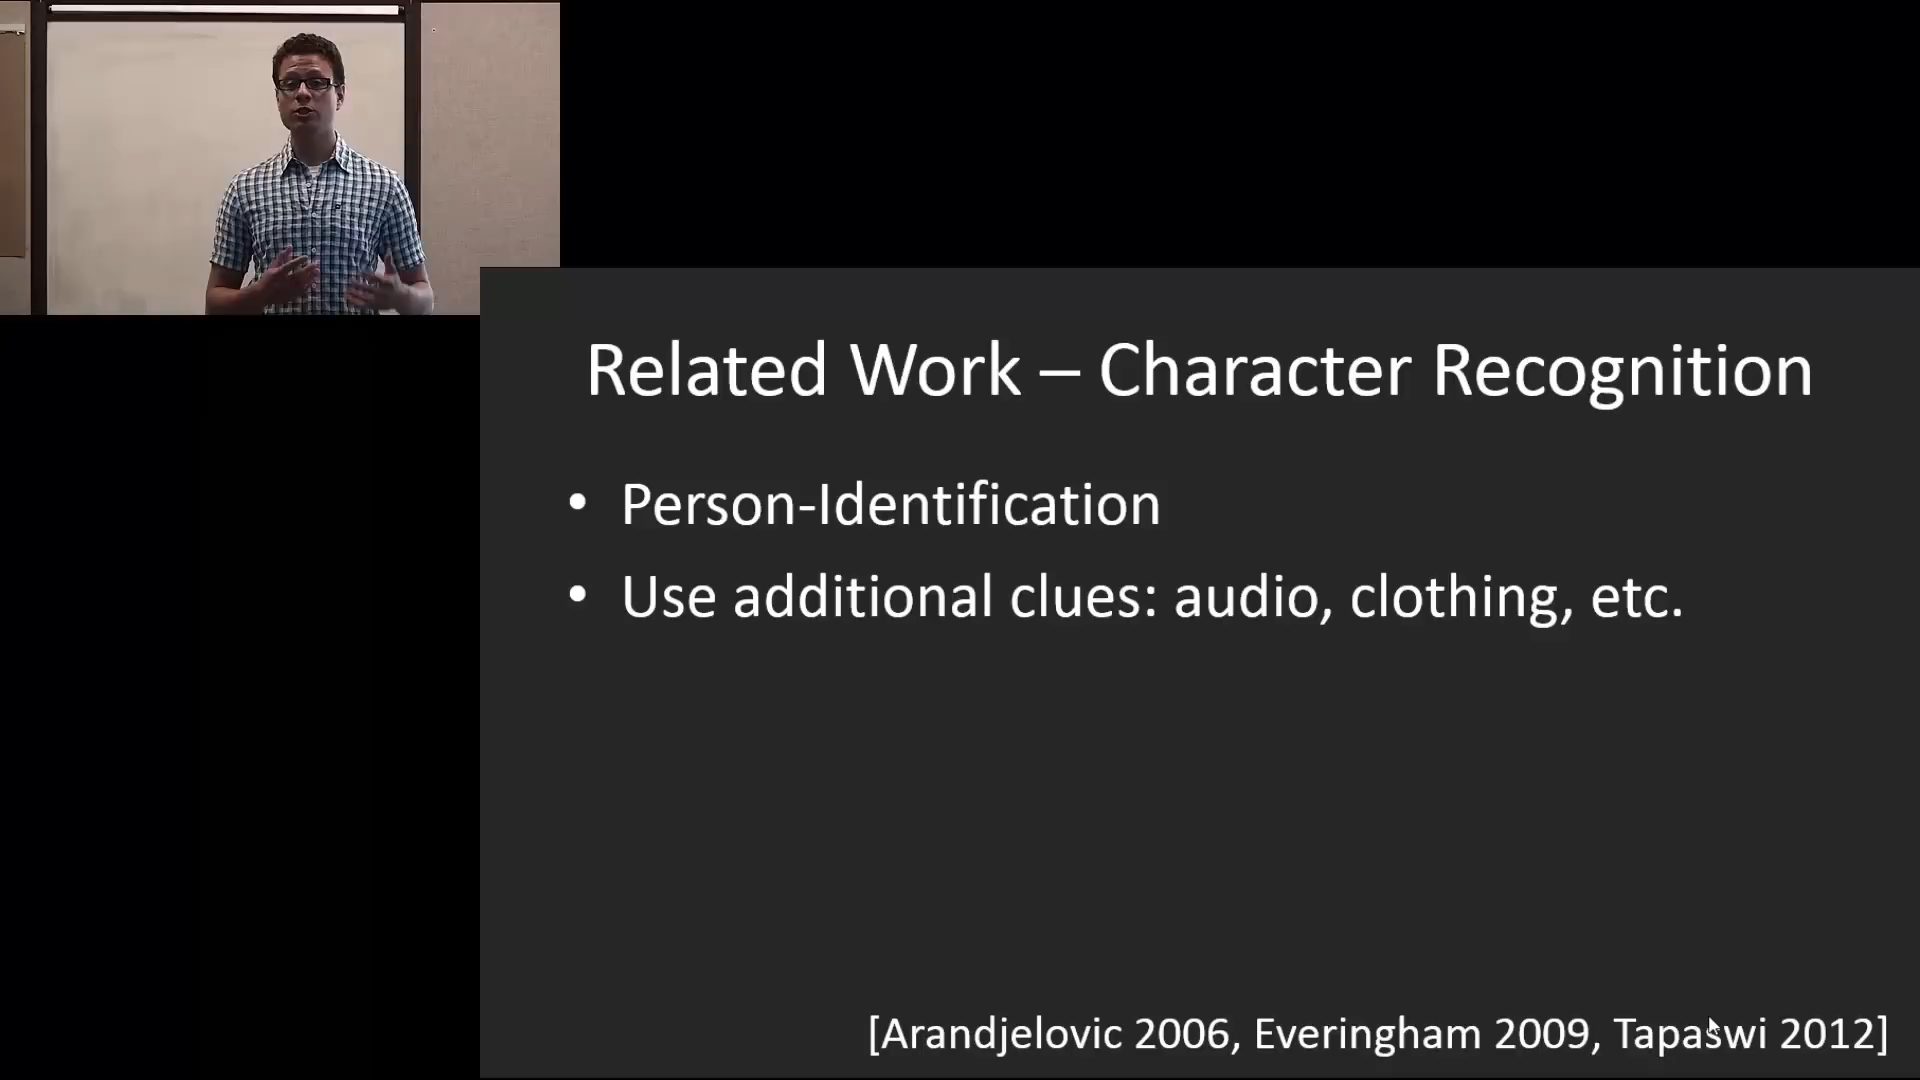 Related Work – Character Recognition
• Person-Identification
• Use additional clues: audio, clothing, etc.
[Arandjelovic 2006, Everingham 2009, Tapaswi 2012]